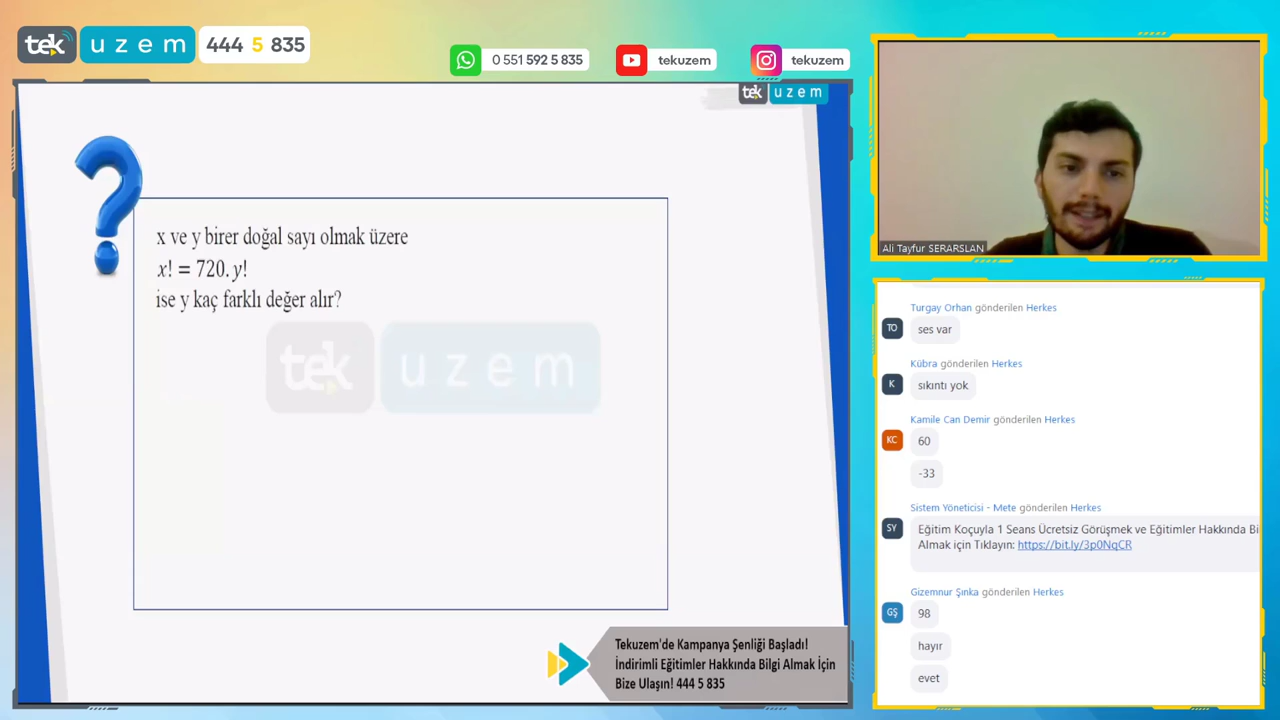 tek uzem 444 5 835
0 551 592 5 835
tekuzem
tekuzem
tek uzem
x ve y birer doğal sayı olmak üzere
x! = 720. y!
ise y kaç farklı değer alır?
tek uzem
Tekuzem'de Kampanya Şenliği Başladı!
İndirimli Eğitimler Hakkında Bilgi Almak İçin
Bize Ulaşın! 444 5 835
Ali Tayfur SERARSLAN
Turgay Orhan gönderilen Herkes
TO
ses var
Kübra gönderilen Herkes
K
sıkıntı yok
Kamile Can Demir gönderilen Herkes
KC
60
-33
Sistem Yöneticisi - Mete gönderilen Herkes
SY
Eğitim Koçuyla 1 Seans Ücretsiz Görüşmek ve Eğitimler Hakkında Bi
Almak için Tıklayın: https://bit.ly/3p0NqCR
Gizemnur Şınka gönderilen Herkes
GŞ
98
hayır
evet